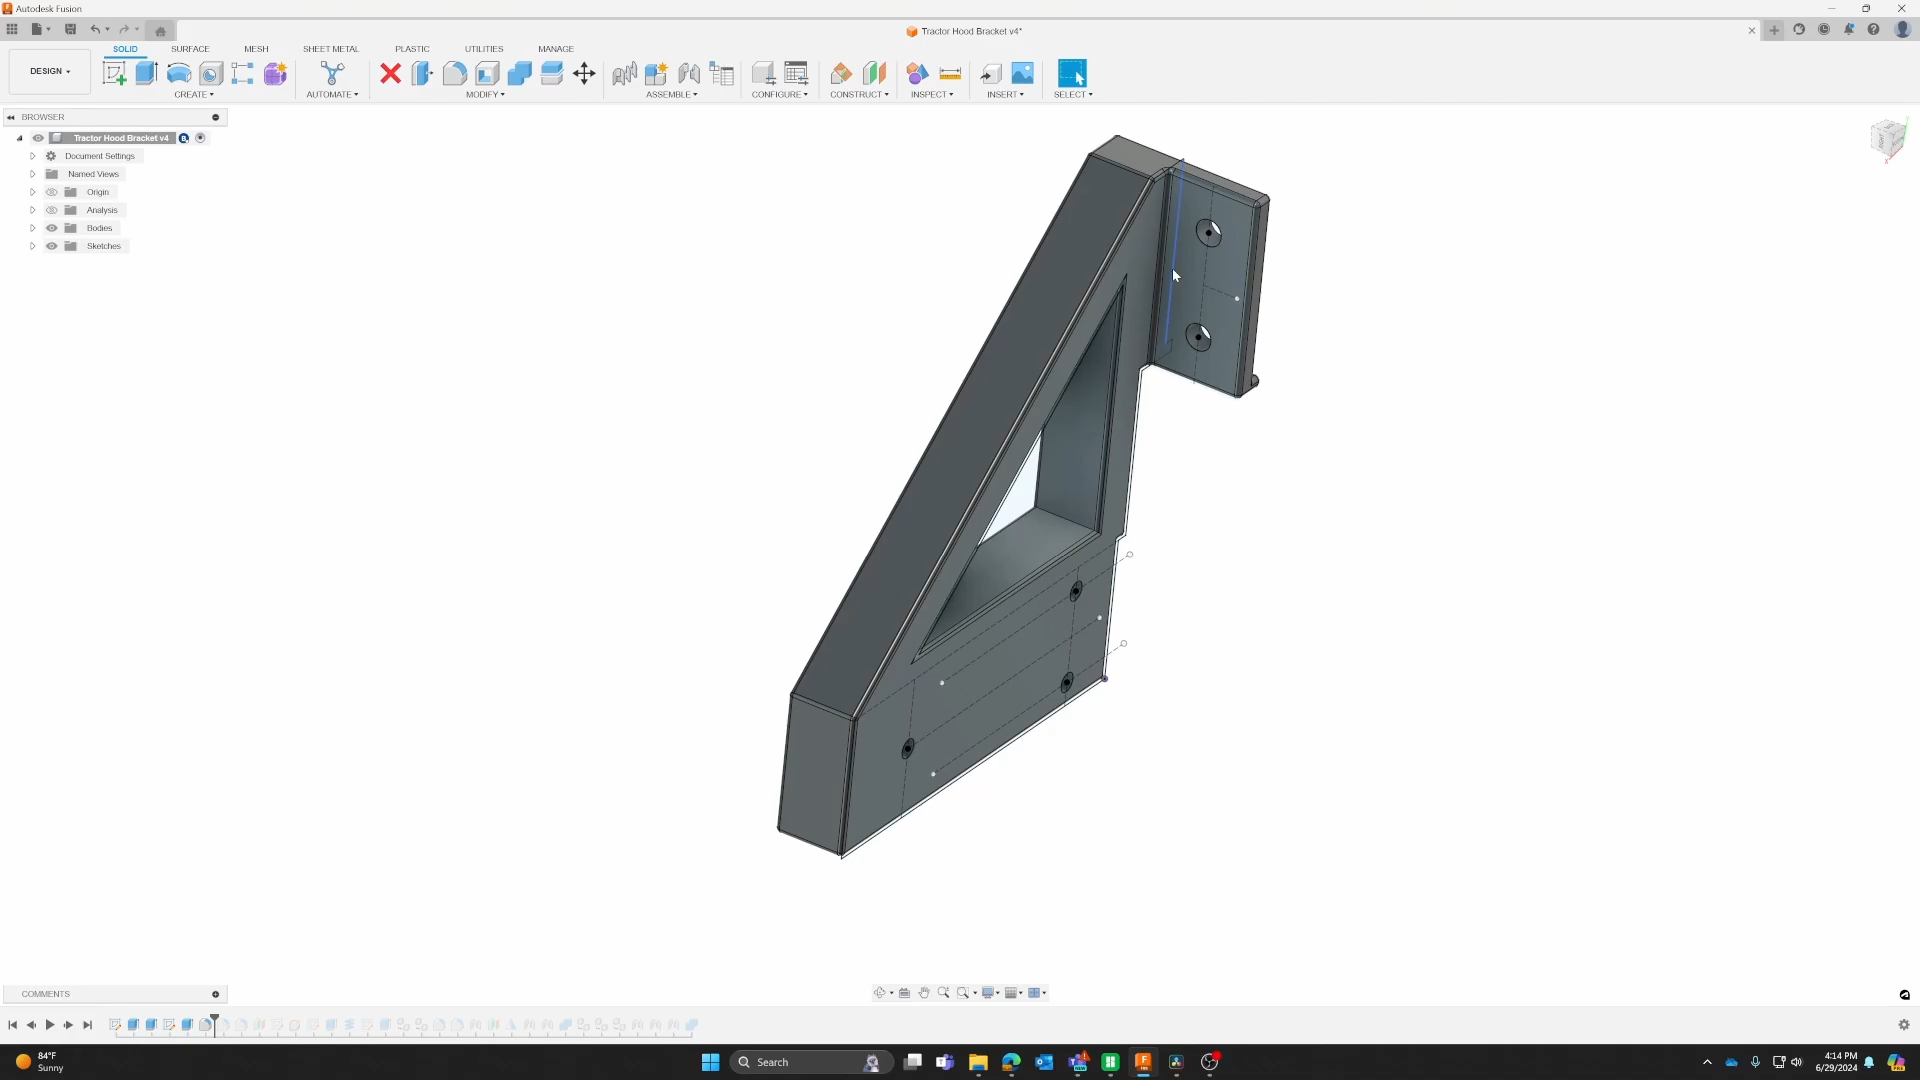 Autodesk Fusion
Tractor Hood Bracket v4*
SOLID SURFACE MESH SHEET METAL PLASTIC UTILITIES MANAGE
DESIGN
CREATE AUTOMATE MODIFY ASSEMBLE CONFIGURE CONSTRUCT INSPECT INSERT SELECT
BROWSER
Tractor Hood Bracket v4
Document Settings
Named Views
Origin
Analysis
Bodies
Sketches
COMMENTS
84°F
Sunny
Search
4:14 PM
6/29/2024